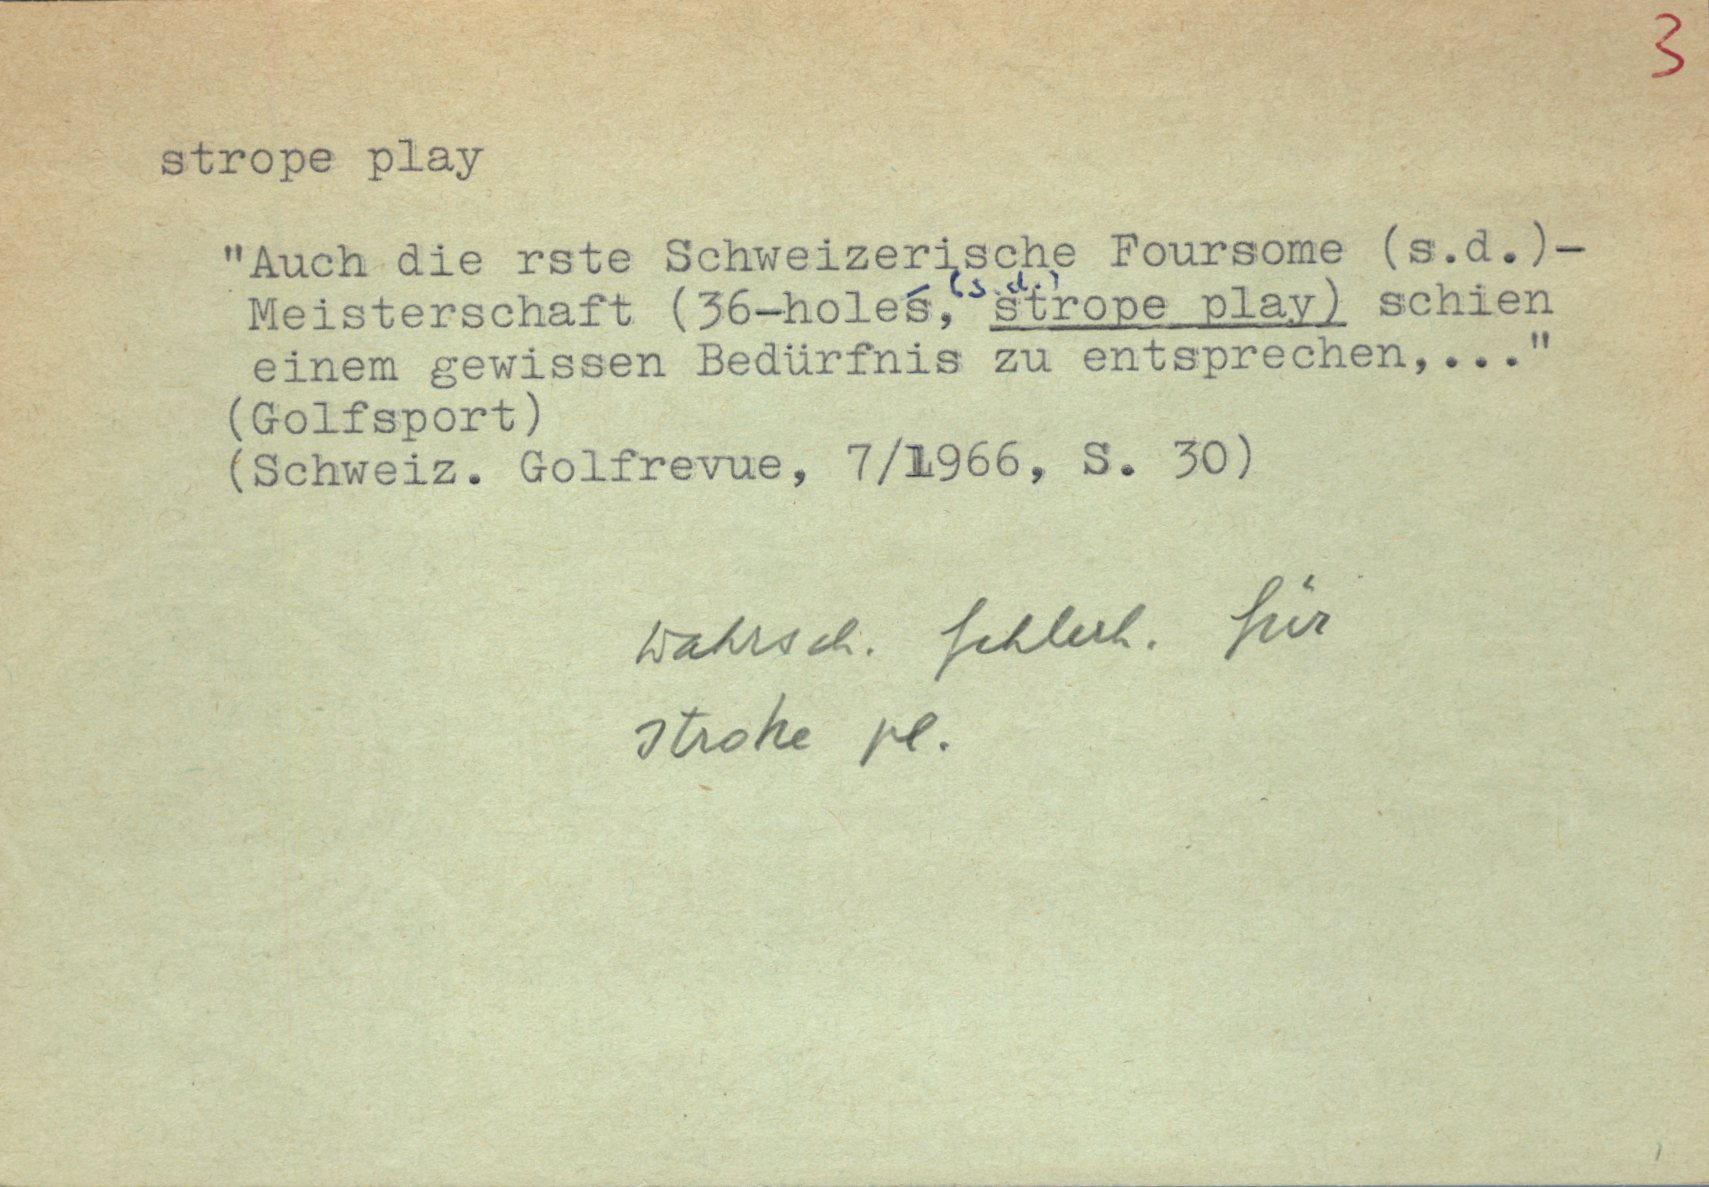 3
strope play
"Auch die rste Schweizerische Foursome (s.d.)-
(s.d.)
Meisterschaft (36-holes, strope play) schien
einem gewissen Bedürfnis zu entsprechen,..."
(Golfsport)
(Schweiz. Golfrevue, 7/1966, S. 30)
wahrsch. fehlerh. für
stroke pl.